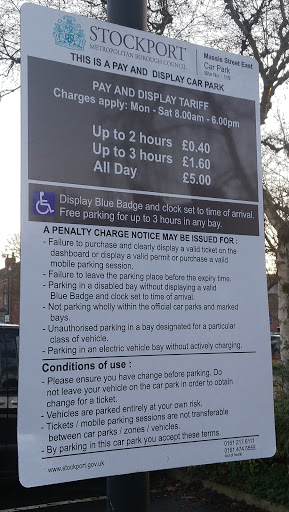 STOCKPORT
METROPOLITAN BOROUGH COUNCIL
Massie Street East
Car Park
Site No : 115
THIS IS A PAY AND DISPLAY CAR PARK
PAY AND DISPLAY TARIFF
Charges apply: Mon - Sat 8.00am - 6.00pm
Up to 2 hours £0.40
Up to 3 hours £1.60
All Day £5.00
Display Blue Badge and clock set to time of arrival.
Free parking for up to 3 hours in any bay.
A PENALTY CHARGE NOTICE MAY BE ISSUED FOR :
- Failure to purchase and clearly display a valid ticket on the
dashboard or display a valid permit or purchase a valid
mobile parking session.
- Failure to leave the parking place before the expiry time.
- Parking in a disabled bay without displaying a valid
Blue Badge and clock set to time of arrival.
- Parking not wholly within the official car parks and marked
bays.
- Unauthorised parking in a bay designated for a particular
class of vehicle.
- Parking in an electric vehicle bay without actively charging.
Conditions of use :
- Please ensure you have change before parking. Do
not leave your vehicle on the car park in order to obtain
change for a ticket.
- Vehicles are parked entirely at your own risk.
- Tickets / mobile parking sessions are not transferable
between car parks / zones / vehicles.
- By parking in this car park you accept these terms.
www.stockport.gov.uk
0161 217 6111